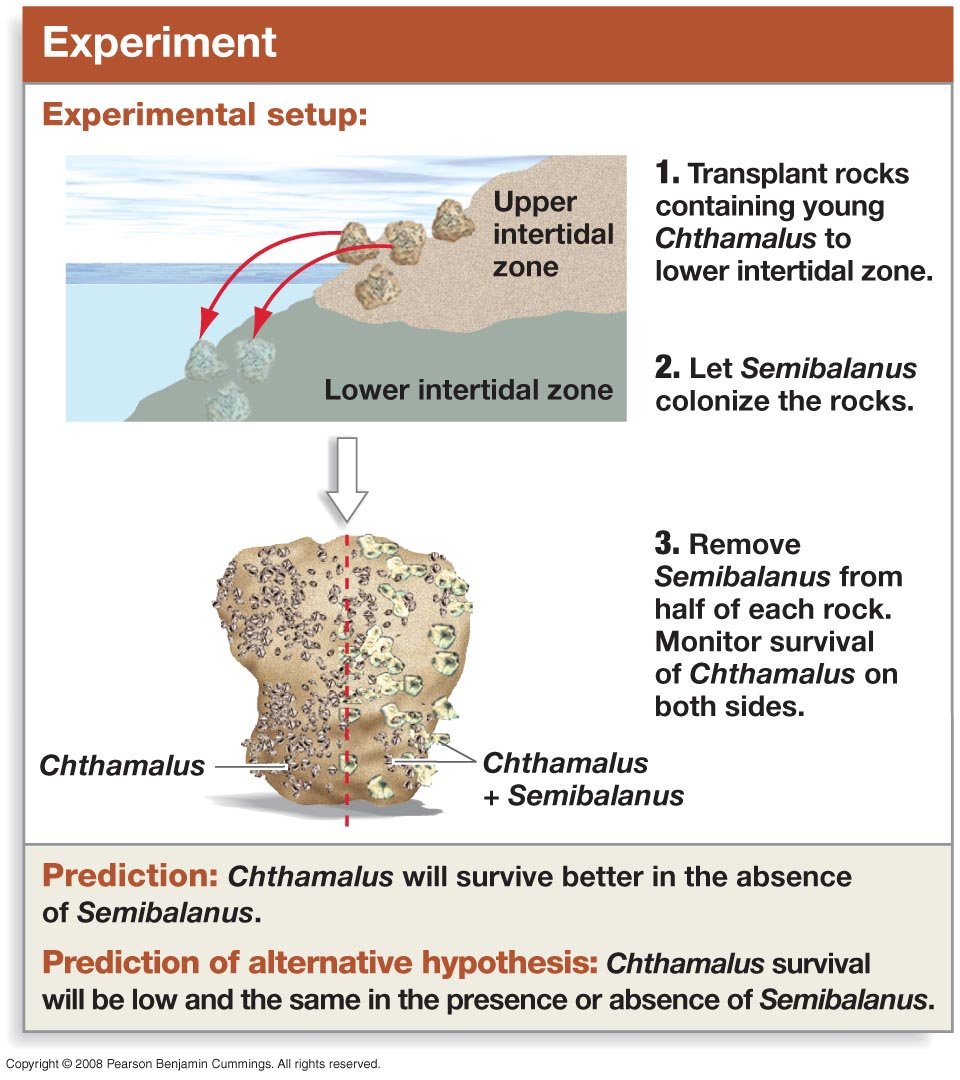 Experiment
Experimental setup:
Upper
intertidal
zone
Lower intertidal zone
1. Transplant rocks
containing young
Chthamalus to
lower intertidal zone.
2. Let Semibalanus
colonize the rocks.
3. Remove
Semibalanus from
half of each rock.
Monitor survival
of Chthamalus on
both sides.
Chthamalus
Chthamalus
+ Semibalanus
Prediction: Chthamalus will survive better in the absence
of Semibalanus.
Prediction of alternative hypothesis: Chthamalus survival
will be low and the same in the presence or absence of Semibalanus.
Copyright © 2008 Pearson Benjamin Cummings. All rights reserved.